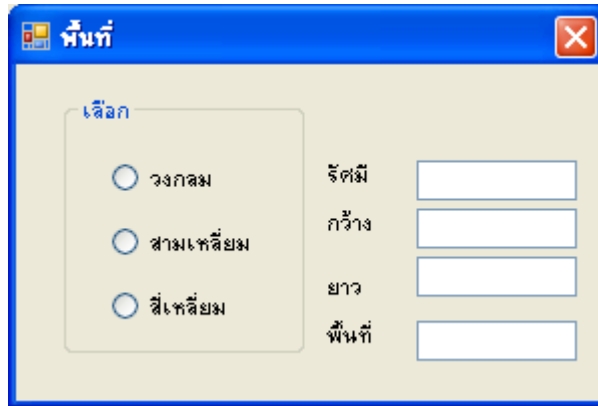 พื้นที่
เลือก
วงกลม
สามเหลี่ยม
สี่เหลี่ยม
รัศมี
กว้าง
ยาว
พื้นที่